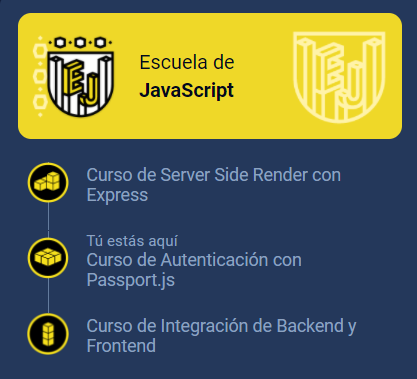 EJ
Escuela de
JavaScript
EJ
Curso de Server Side Render con
Express
Tú estás aquí
Curso de Autenticación con
Passport.js
Curso de Integración de Backend y
Frontend